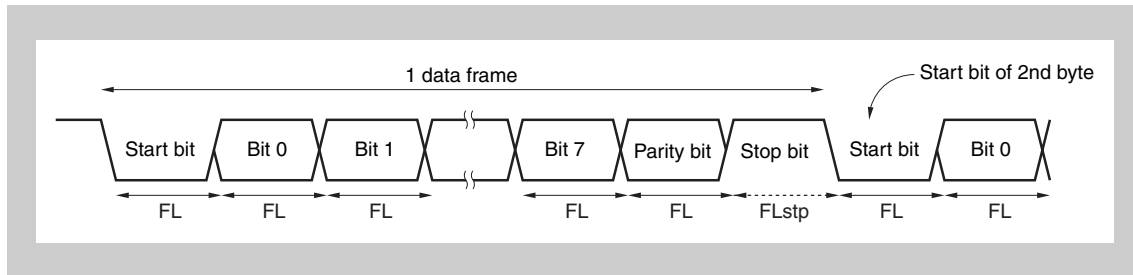 1 data frame
Start bit of 2nd byte
Start bit Bit 0 Bit 1 Bit 7 Parity bit Stop bit Start bit Bit 0
FL FL FL FL FL FLstp FL FL